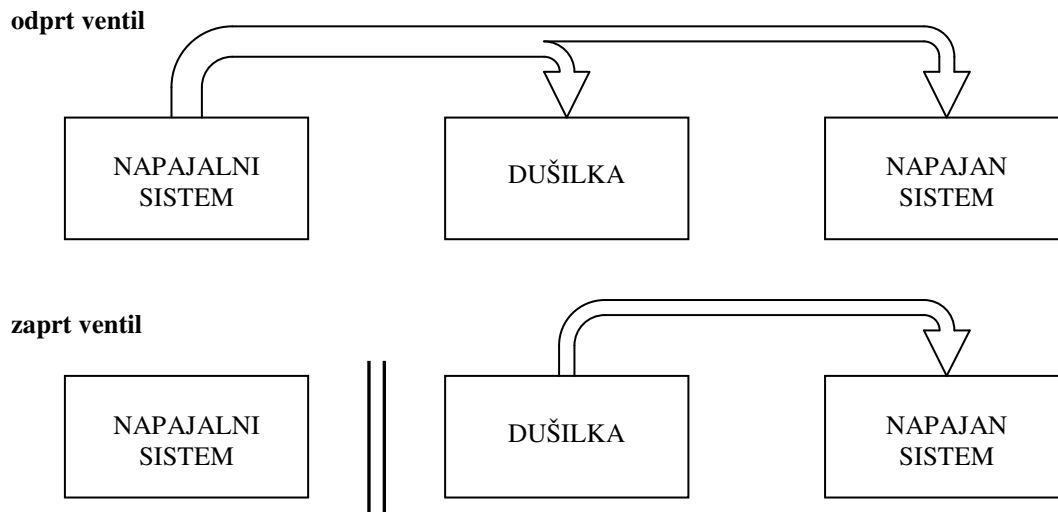 odprt ventil
NAPAJALNI
SISTEM
DUŠILKA
NAPAJAN
SISTEM
zaprt ventil
NAPAJALNI
SISTEM
DUŠILKA
NAPAJAN
SISTEM